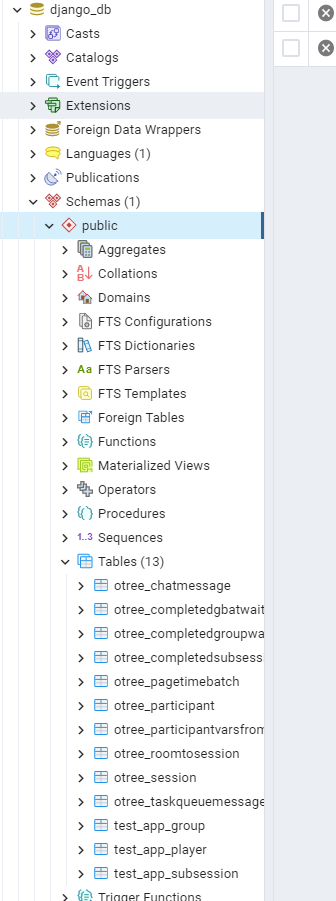 django_db
Casts
Catalogs
Event Triggers
Extensions
Foreign Data Wrappers
Languages (1)
Publications
Schemas (1)
public
Aggregates
Collations
Domains
FTS Configurations
FTS Dictionaries
Aa FTS Parsers
FTS Templates
Foreign Tables
Functions
Materialized Views
Operators
Procedures
1..3 Sequences
Tables (13)
otree_chatmessage
otree_completedgbatwait
otree_completedgroupwa
otree_completedsubsess
otree_pagetimebatch
otree_participant
otree_participantvarsfrom
otree_roomtosession
otree_session
otree_taskqueuemessage
test_app_group
test_app_player
test_app_subsession
Trigger Functions